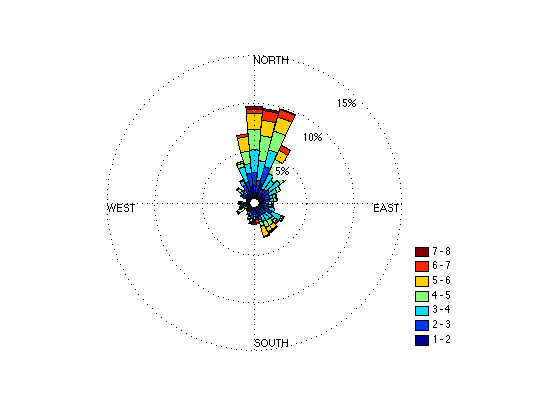 NORTH
15%
10%
5%
WEST
EAST
7 - 8
6 - 7
5 - 6
4 - 5
3 - 4
2 - 3
1 - 2
SOUTH